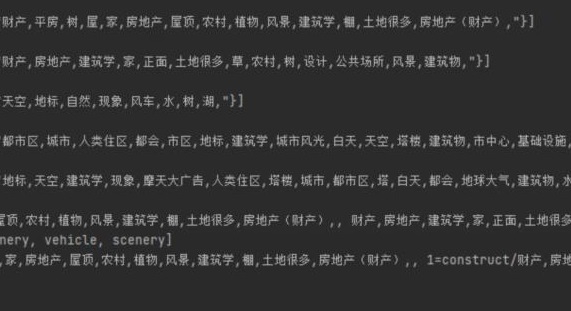 财产,平房,树,屋,家,房地产,屋顶,农村,植物,风景,建筑学,棚,土地很多,房地产（财产）,"}]
财产,房地产,建筑学,家,正面,土地很多,草,农村,树,设计,公共场所,风景,建筑物,"}]
天空,地标,自然,现象,风车,水,树,湖,"}]
都市区,城市,人类住区,都会,市区,地标,建筑学,城市风光,白天,天空,塔楼,建筑物,市中心,基础设施,
地标,天空,建筑学,现象,摩天大广告,人类住区,塔楼,城市,都市区,塔,白天,都会,地球大气,建筑物,水
屋顶,农村,植物,风景,建筑学,棚,土地很多,房地产（财产）,, 财产,房地产,建筑学,家,正面,土地很多
nery, vehicle, scenery]
,家,房地产,屋顶,农村,植物,风景,建筑学,棚,土地很多,房地产（财产）,, 1=construct/财产,房地